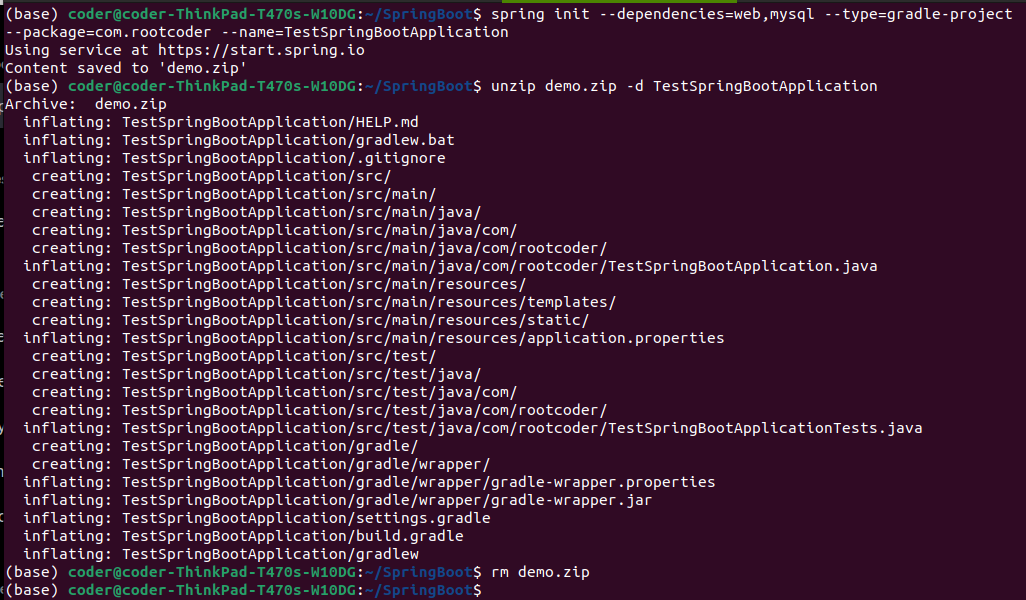 (base) coder@coder-ThinkPad-T470s-W10DG:~/SpringBoot$ spring init --dependencies=web,mysql --type=gradle-project
--package=com.rootcoder --name=TestSpringBootApplication
Using service at https://start.spring.io
Content saved to 'demo.zip'
(base) coder@coder-ThinkPad-T470s-W10DG:~/SpringBoot$ unzip demo.zip -d TestSpringBootApplication
Archive:  demo.zip
  inflating: TestSpringBootApplication/HELP.md
  inflating: TestSpringBootApplication/gradlew.bat
  inflating: TestSpringBootApplication/.gitignore
   creating: TestSpringBootApplication/src/
   creating: TestSpringBootApplication/src/main/
   creating: TestSpringBootApplication/src/main/java/
   creating: TestSpringBootApplication/src/main/java/com/
   creating: TestSpringBootApplication/src/main/java/com/rootcoder/
  inflating: TestSpringBootApplication/src/main/java/com/rootcoder/TestSpringBootApplication.java
   creating: TestSpringBootApplication/src/main/resources/
   creating: TestSpringBootApplication/src/main/resources/templates/
   creating: TestSpringBootApplication/src/main/resources/static/
  inflating: TestSpringBootApplication/src/main/resources/application.properties
   creating: TestSpringBootApplication/src/test/
   creating: TestSpringBootApplication/src/test/java/
   creating: TestSpringBootApplication/src/test/java/com/
   creating: TestSpringBootApplication/src/test/java/com/rootcoder/
  inflating: TestSpringBootApplication/src/test/java/com/rootcoder/TestSpringBootApplicationTests.java
   creating: TestSpringBootApplication/gradle/
   creating: TestSpringBootApplication/gradle/wrapper/
  inflating: TestSpringBootApplication/gradle/wrapper/gradle-wrapper.properties
  inflating: TestSpringBootApplication/gradle/wrapper/gradle-wrapper.jar
  inflating: TestSpringBootApplication/settings.gradle
  inflating: TestSpringBootApplication/build.gradle
  inflating: TestSpringBootApplication/gradlew
(base) coder@coder-ThinkPad-T470s-W10DG:~/SpringBoot$ rm demo.zip
(base) coder@coder-ThinkPad-T470s-W10DG:~/SpringBoot$